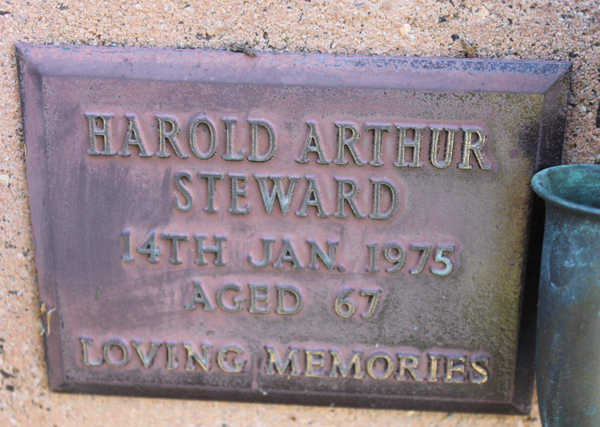 HAROLD ARTHUR
STEWARD
14TH JAN. 1975
AGED 67
LOVING MEMORIES